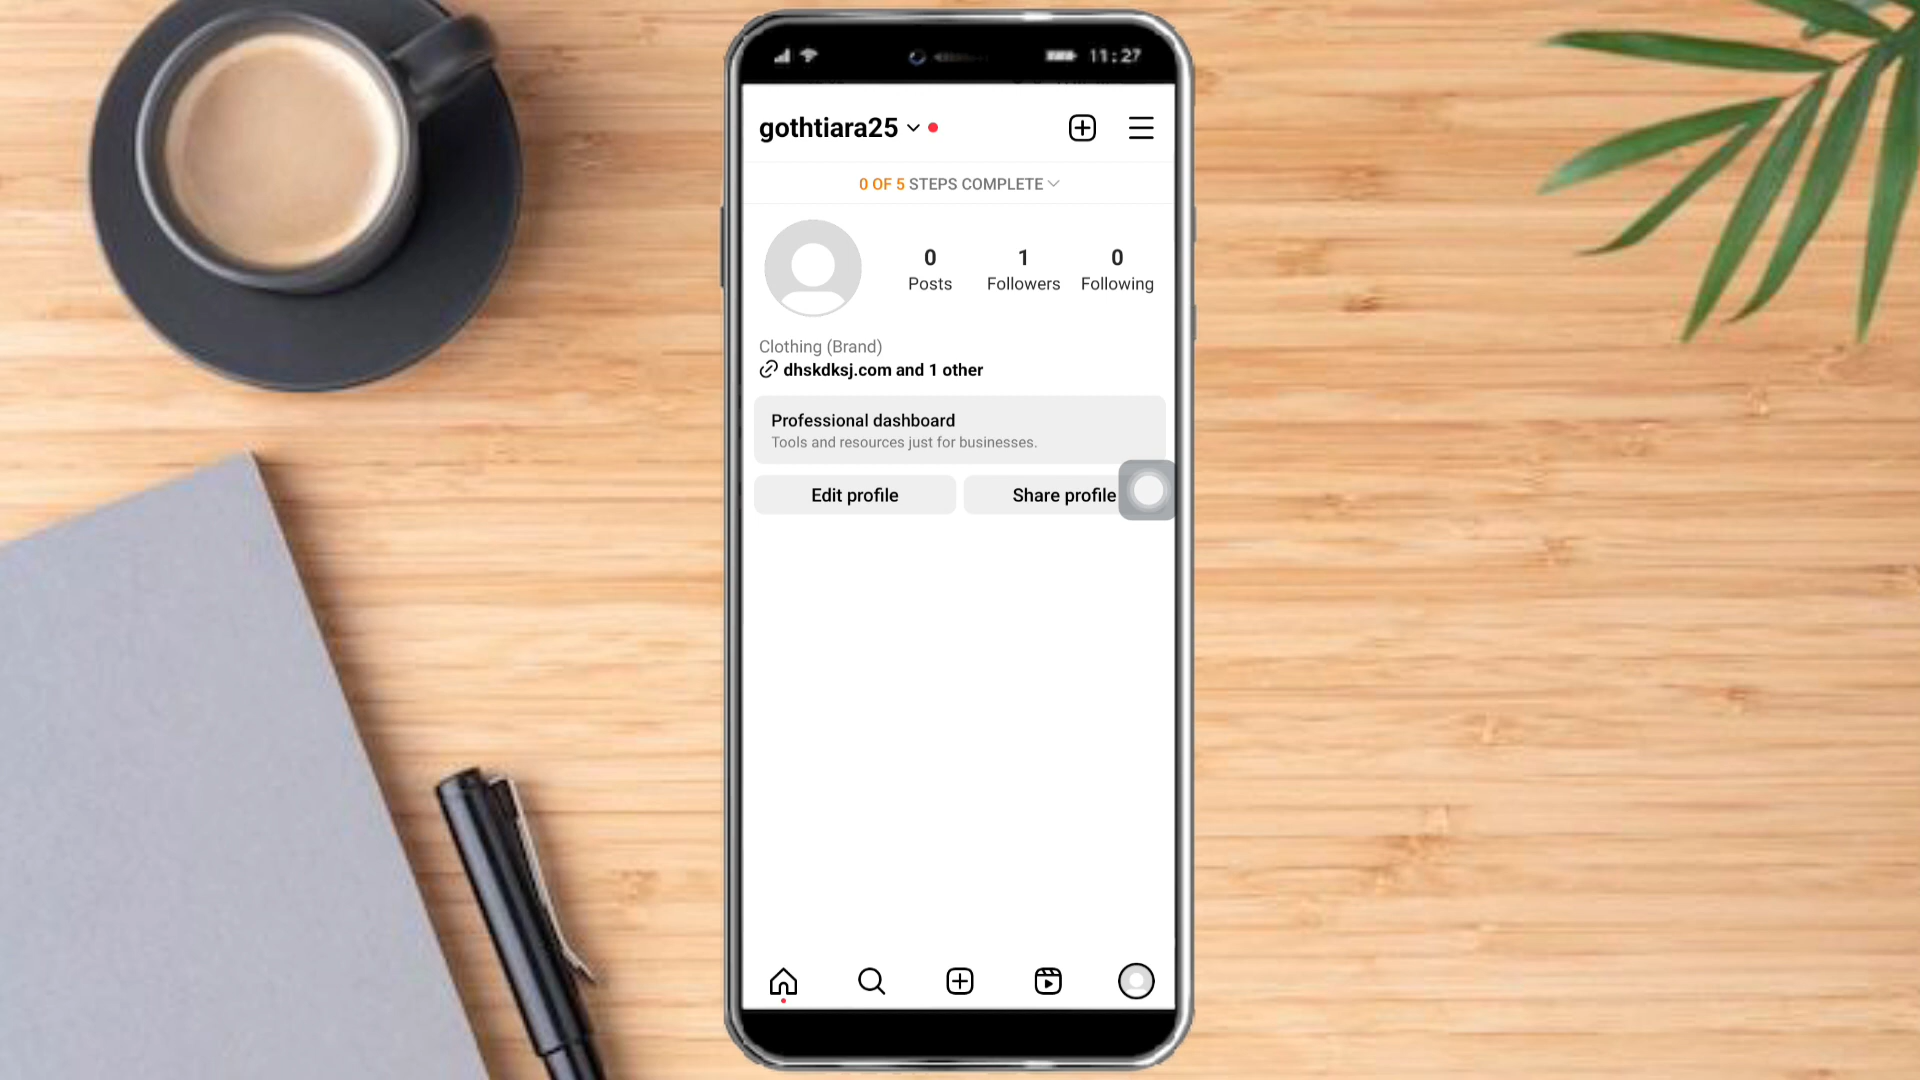 11:27
gothtiara25
0 OF 5 STEPS COMPLETE
0 1 0
Posts Followers Following
Clothing (Brand)
dhskdksj.com and 1 other
Professional dashboard
Tools and resources just for businesses.
Edit profile Share profile